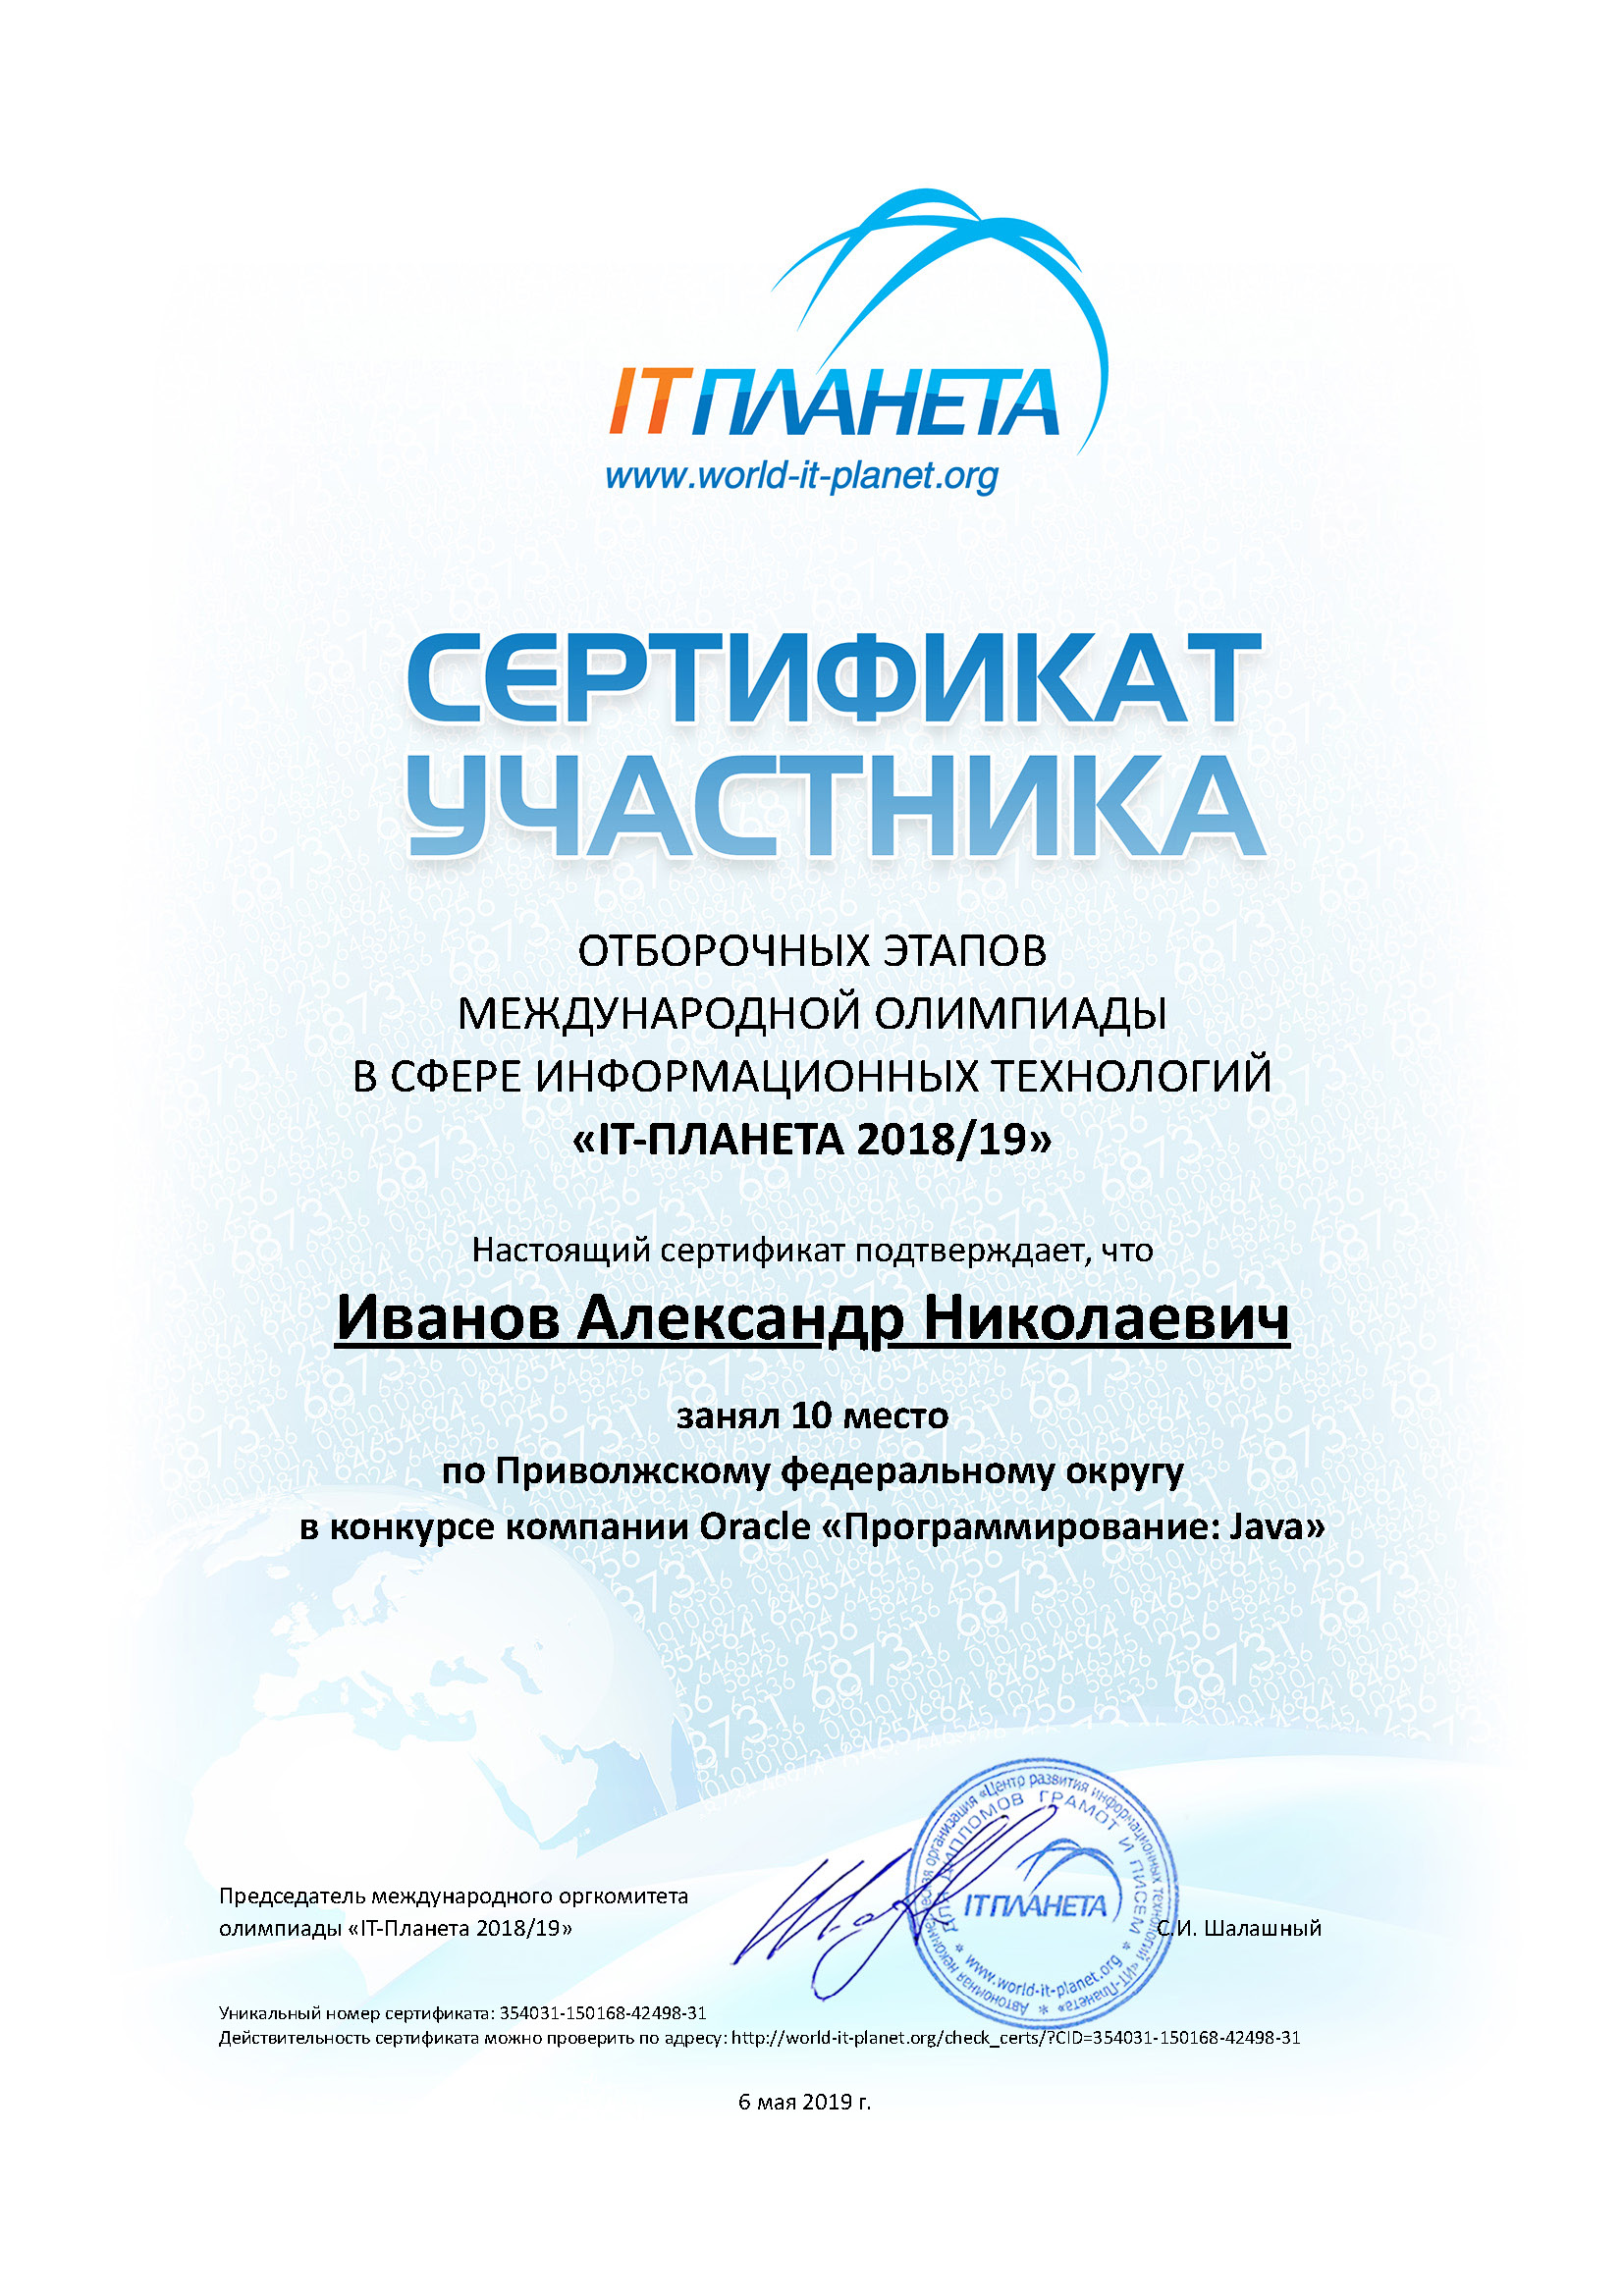 IT ПЛАНЕТА
www.world-it-planet.org
СЕРТИФИКАТ
УЧАСТНИКА
ОТБОРОЧНЫХ ЭТАПОВ
МЕЖДУНАРОДНОЙ ОЛИМПИАДЫ
В СФЕРЕ ИНФОРМАЦИОННЫХ ТЕХНОЛОГИЙ
«IT-ПЛАНЕТА 2018/19»
Настоящий сертификат подтверждает, что
Иванов Александр Николаевич
занял 10 место
по Приволжскому федеральному округу
в конкурсе компании Oracle «Программирование: Java»
Председатель международного оргкомитета
олимпиады «IT-Планета 2018/19»
Автономная некоммерческая организация «Центр развития информационных технологий «ИТ-Планета»
ДЛЯ ДИПЛОМОВ ГРАМОТ И ПИСЕМ
IT ПЛАНЕТА
www.world-it-planet.org
С.И. Шалашный
Уникальный номер сертификата: 354031-150168-42498-31
Действительность сертификата можно проверить по адресу: http://world-it-planet.org/check_certs/?CID=354031-150168-42498-31
6 мая 2019 г.